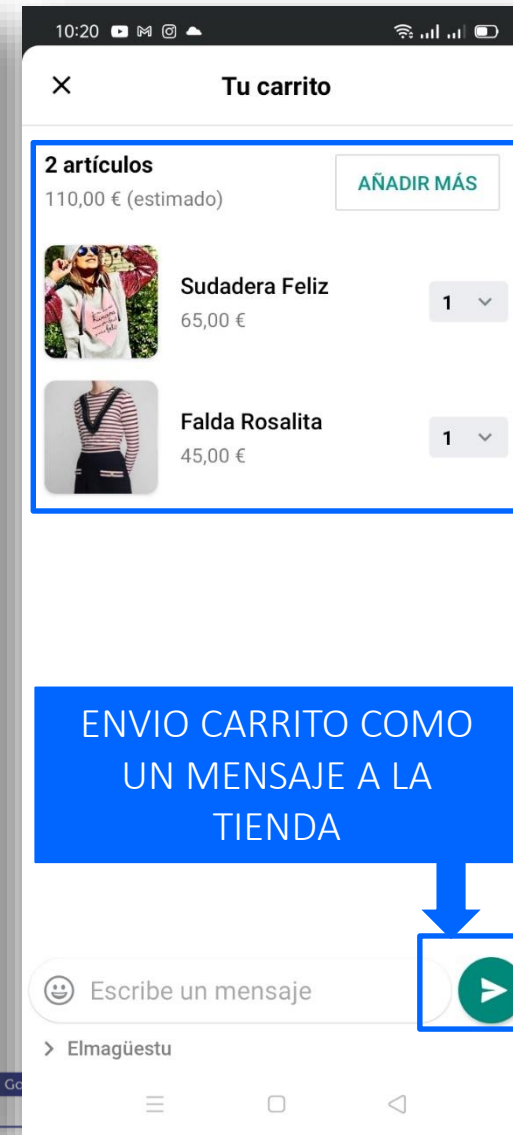 10:20
Tu carrito
2 artículos
110,00 € (estimado)
AÑADIR MÁS
Sudadera Feliz
65,00 €
1
Falda Rosalita
45,00 €
1
ENVIO CARRITO COMO
UN MENSAJE A LA
TIENDA
Escribe un mensaje
> Elmagüestu
Go